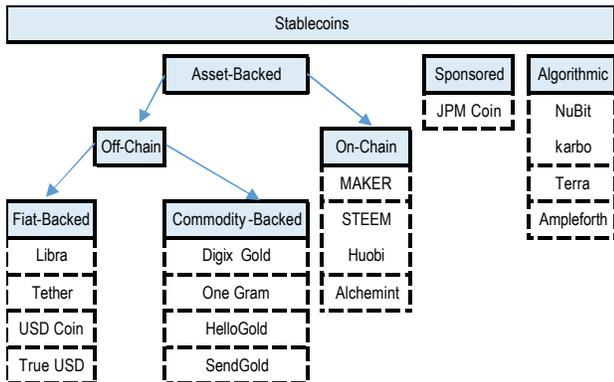 Stablecoins
Asset-Backed
Sponsored
Algorithmic
JPM Coin
NuBit
Off-Chain
On-Chain
karbo
MAKER
Terra
Fiat-Backed
Commodity-Backed
STEEM
Ampleforth
Libra
Digix Gold
Huobi
Tether
One Gram
Alchemint
USD Coin
HelloGold
True USD
SendGold